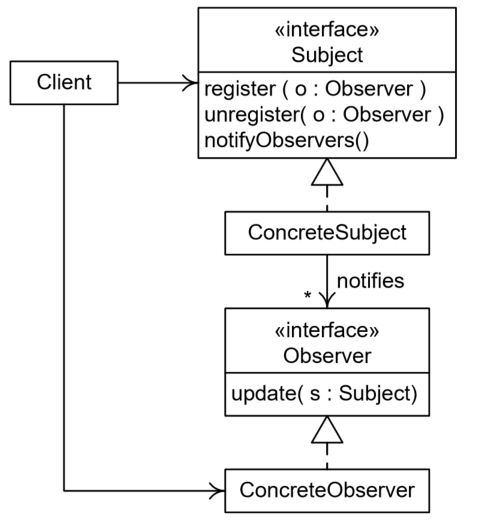 «interface»
Subject
Client
register ( o : Observer )
unregister( o : Observer )
notifyObservers()
ConcreteSubject
notifies
*
«interface»
Observer
update( s : Subject)
ConcreteObserver